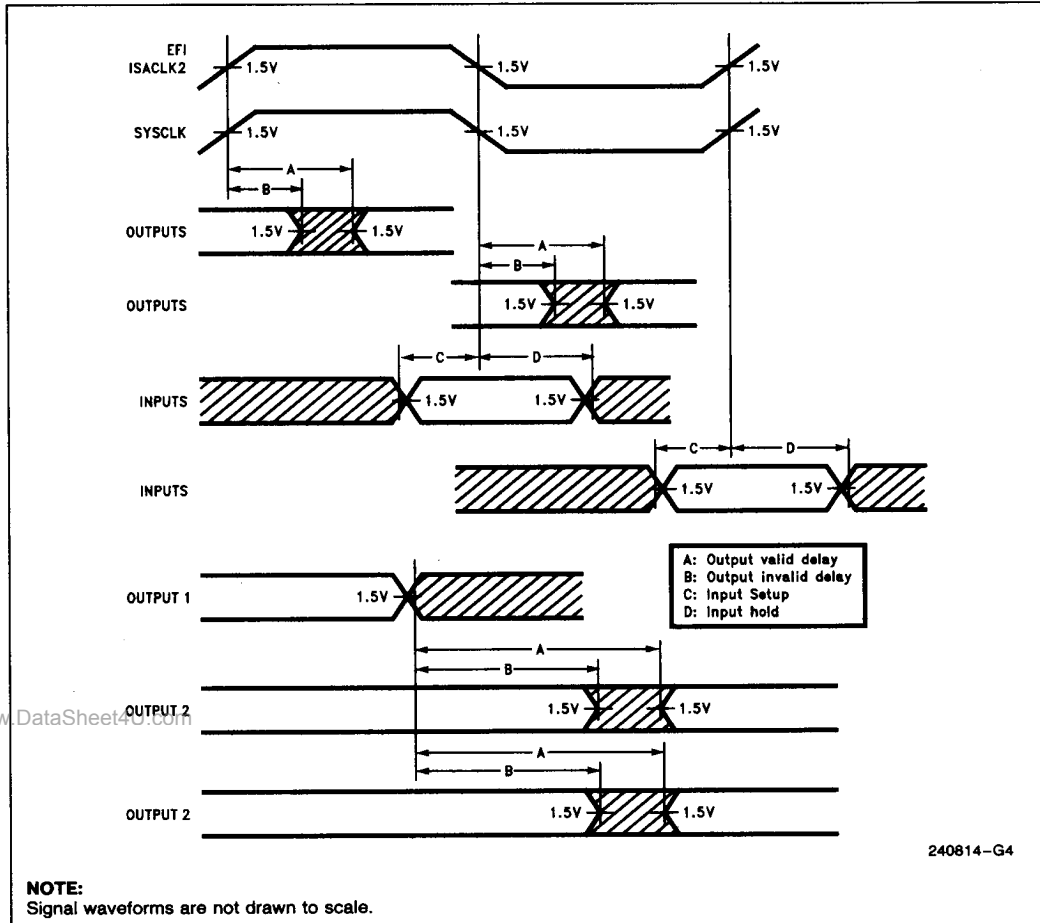 EFI
ISACLK2
1.5V
1.5V
1.5V
SYSCLK
1.5V
1.5V
1.5V
A
B
OUTPUTS
1.5V
1.5V
A
B
OUTPUTS
1.5V
1.5V
C
D
INPUTS
1.5V
1.5V
C
D
INPUTS
1.5V
1.5V
A: Output valid delay
B: Output invalid delay
C: Input Setup
D: Input hold
OUTPUT 1
1.5V
A
B
w.DataSheet4U.com
OUTPUT 2
1.5V
1.5V
A
B
OUTPUT 2
1.5V
1.5V
240814-G4
NOTE:
Signal waveforms are not drawn to scale.